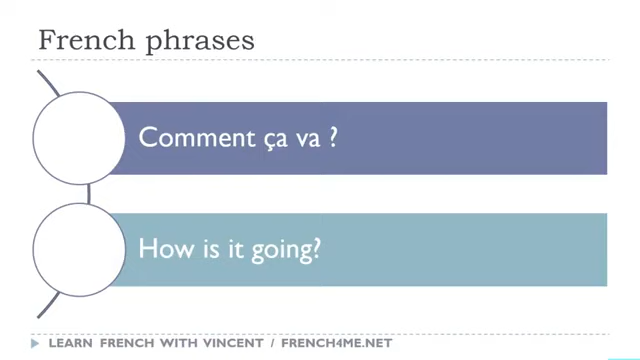 French phrases
Comment ça va ?
How is it going?
LEARN FRENCH WITH VINCENT / FRENCH4ME.NET